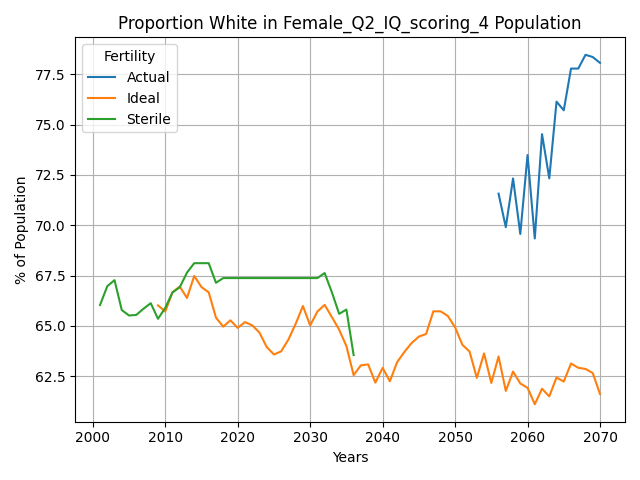 Proportion White in Female_Q2_IQ_scoring_4 Population
Fertility
Actual
Ideal
Sterile
% of Population
77.5
75.0
72.5
70.0
67.5
65.0
62.5
2000 2010 2020 2030 2040 2050 2060 2070
Years